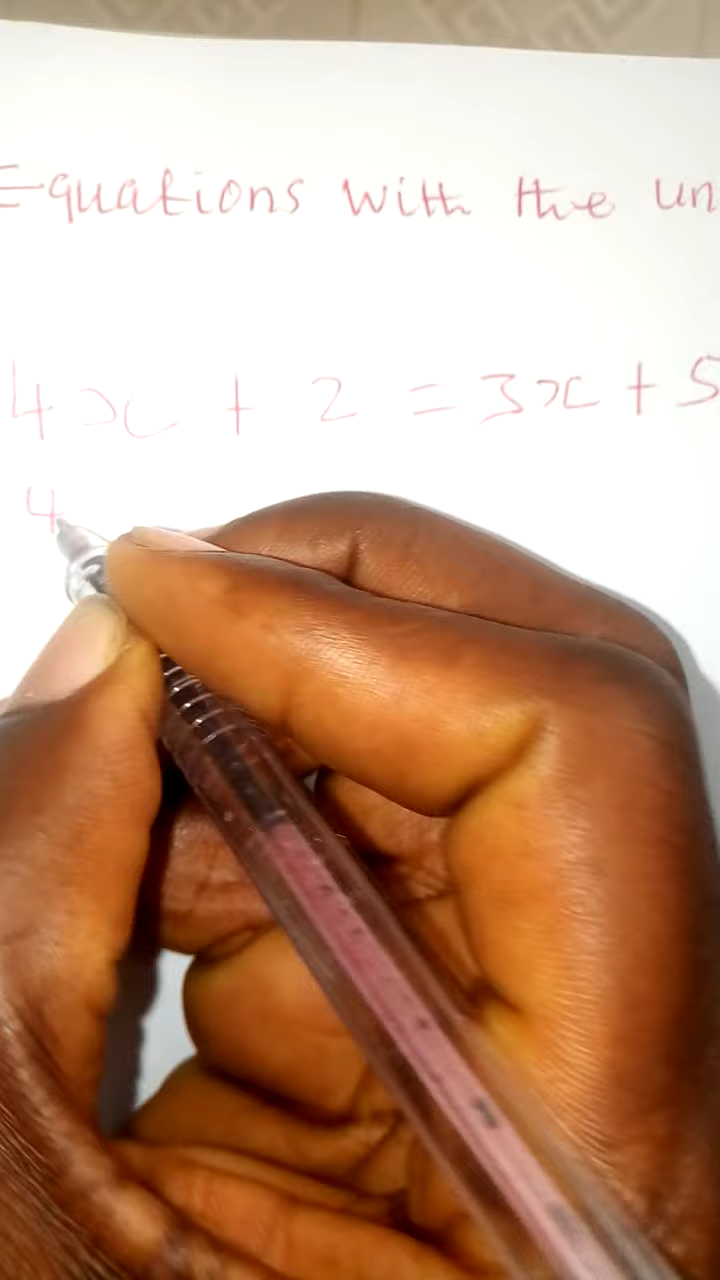 Equations with the un
4x + 2 = 3x + 5
4